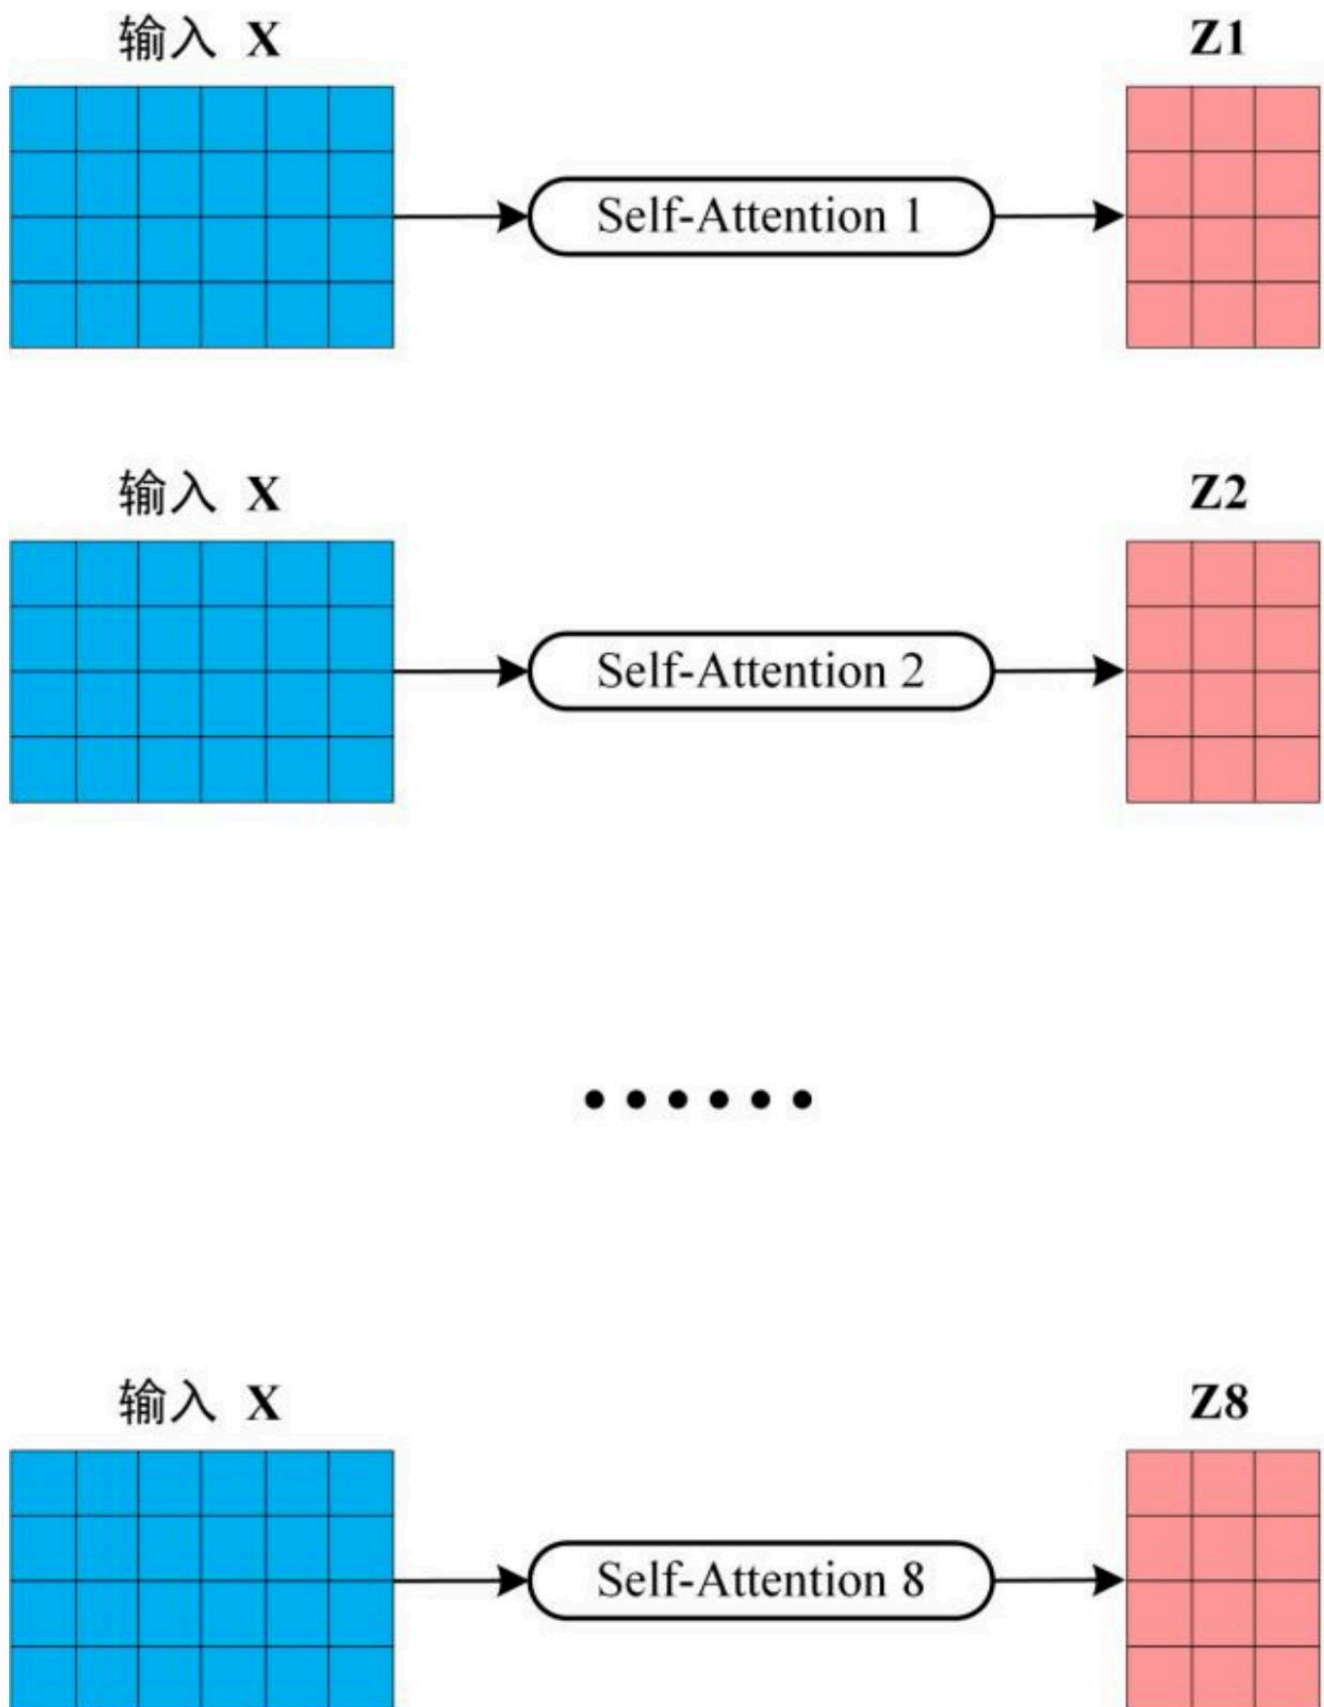 输入 X
Z1
Self-Attention 1
输入 X
Z2
Self-Attention 2
······
输入 X
Z8
Self-Attention 8